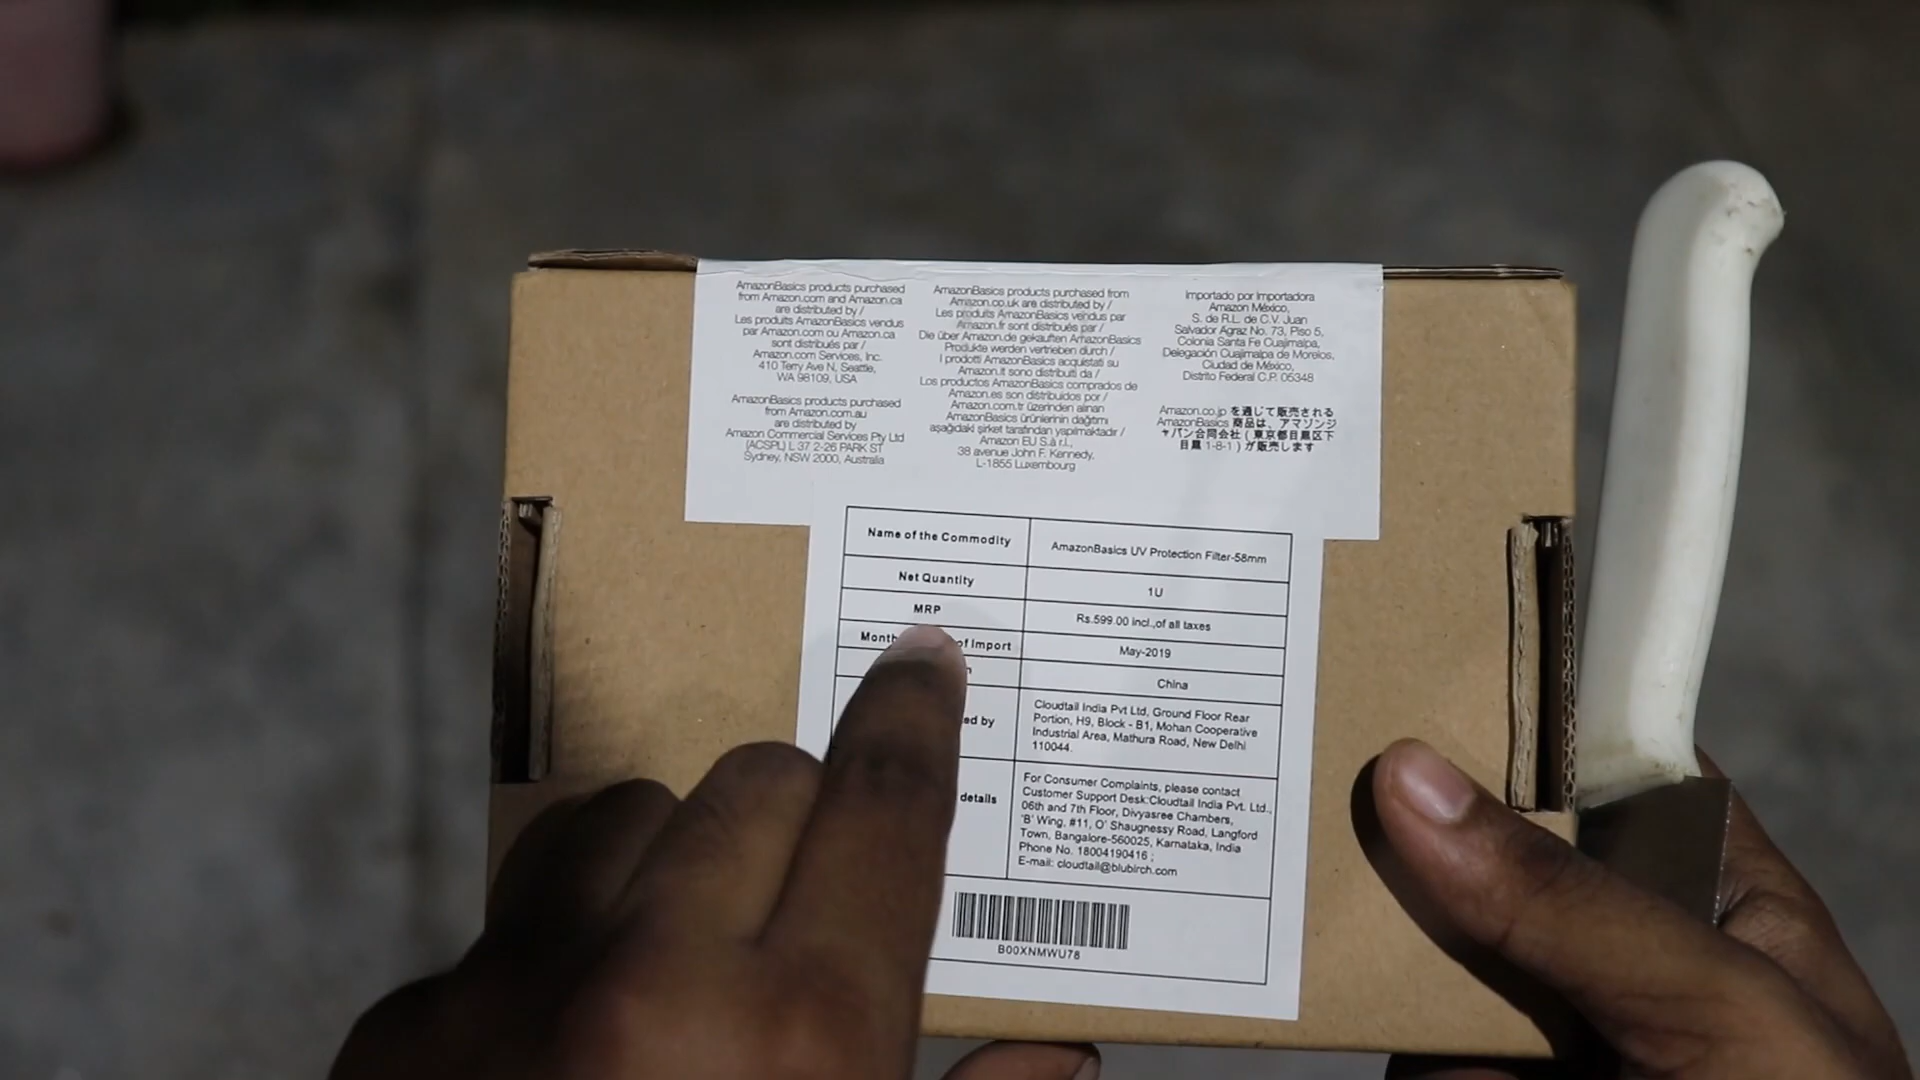 AmazonBasics products purchased
from Amazon.com and Amazon.ca
are distributed by /
Les produits AmazonBasics vendus
par Amazon.com ou Amazon.ca
sont distribués par /
Amazon.com Services, Inc.
410 Terry Ave N, Seattle,
WA 98109, USA
AmazonBasics products purchased
from Amazon.com.au
are distributed by
Amazon Commercial Services Pty Ltd
(ACSPL) L 37 2-26 PARK ST
Sydney, NSW 2000, Australia
AmazonBasics products purchased from
Amazon.co.uk are distributed by /
Les produits AmazonBasics vendus par
Amazon.fr sont distribués par /
Die über Amazon.de gekauften AmazonBasics
Produkte werden vertrieben durch /
I prodotti AmazonBasics acquistati su
Amazon.it sono distribuiti da /
Los productos AmazonBasics comprados de
Amazon.es son distribuidos por /
Amazon.com.tr üzerinden alınan
AmazonBasics ürünlerinin dağıtımı
aşağıdaki şirket tarafından yapılmaktadır /
Amazon EU S.à r.l.,
38 avenue John F. Kennedy,
L-1855 Luxembourg
Importado por Importadora
Amazon México,
S. de R.L. de C.V. Juan
Salvador Agraz No. 73, Piso 5,
Colonia Santa Fe Cuajimalpa,
Delegación Cuajimalpa de Morelos,
Ciudad de México,
Distrito Federal C.P. 05348
Amazon.co.jp を通じて販売される
AmazonBasics 商品は、アマゾンジ
ャパン合同会社 ( 東京都目黒区下
目黒 1-8-1 ) が販売します
Name of the Commodity
AmazonBasics UV Protection Filter-58mm
Net Quantity
1U
MRP
Rs.599.00 incl.,of all taxes
Month of Import
May-2019
China
Cloudtail India Pvt Ltd, Ground Floor Rear
Portion, H9, Block - B1, Mohan Cooperative
Industrial Area, Mathura Road, New Delhi
110044.
by
details
For Consumer Complaints, please contact
Customer Support Desk:Cloudtail India Pvt. Ltd.,
06th and 7th Floor, Divyasree Chambers,
'B' Wing, #11, O' Shaugnessy Road, Langford
Town, Bangalore-560025, Karnataka, India
Phone No. 18004190416 ;
E-mail: cloudtail@blubirch.com
B00XNMWU78